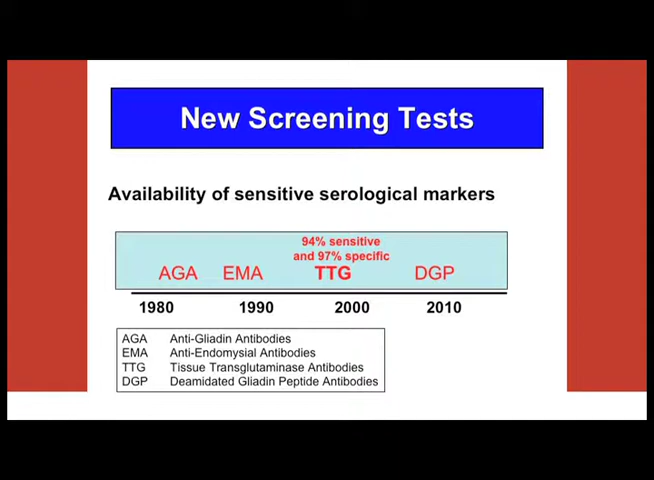 New Screening Tests
Availability of sensitive serological markers
94% sensitive
and 97% specific
AGA EMA TTG DGP
1980 1990 2000 2010
AGA Anti-Gliadin Antibodies
EMA Anti-Endomysial Antibodies
TTG Tissue Transglutaminase Antibodies
DGP Deamidated Gliadin Peptide Antibodies